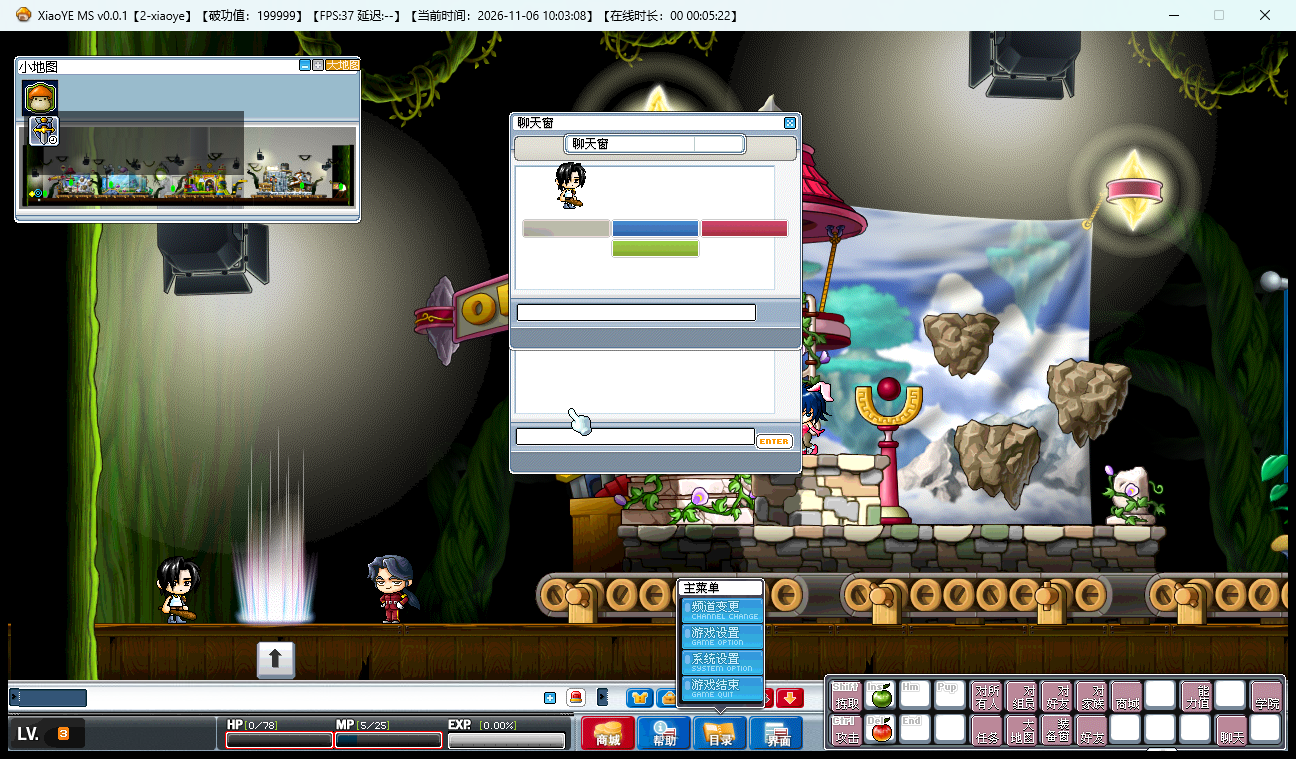 XiaoYE MS v0.0.1【2-xiaoye】【破功值：199999】【FPS:37 延迟:--】【当前时间：2026-11-06 10:03:08】【在线时长：00 00:05:22】
小地图
大地图
聊天窗
聊天窗
ENTER
主菜单
频道变更
CHANNEL CHANGE
游戏设置
GAME OPTION
系统设置
SYSTEM OPTION
游戏结束
GAME QUIT
LV. 3
HP[0/78] MP[5/25] EXP. [0.00%]
商城 帮助 目录 界面
Shift 拣取 Ins Hm Pup 对所有人 对组员 对好友 对家族 商城 能力值 学院
Ctrl 攻击 Del End 任务 大地图 装备窗 好友 聊天